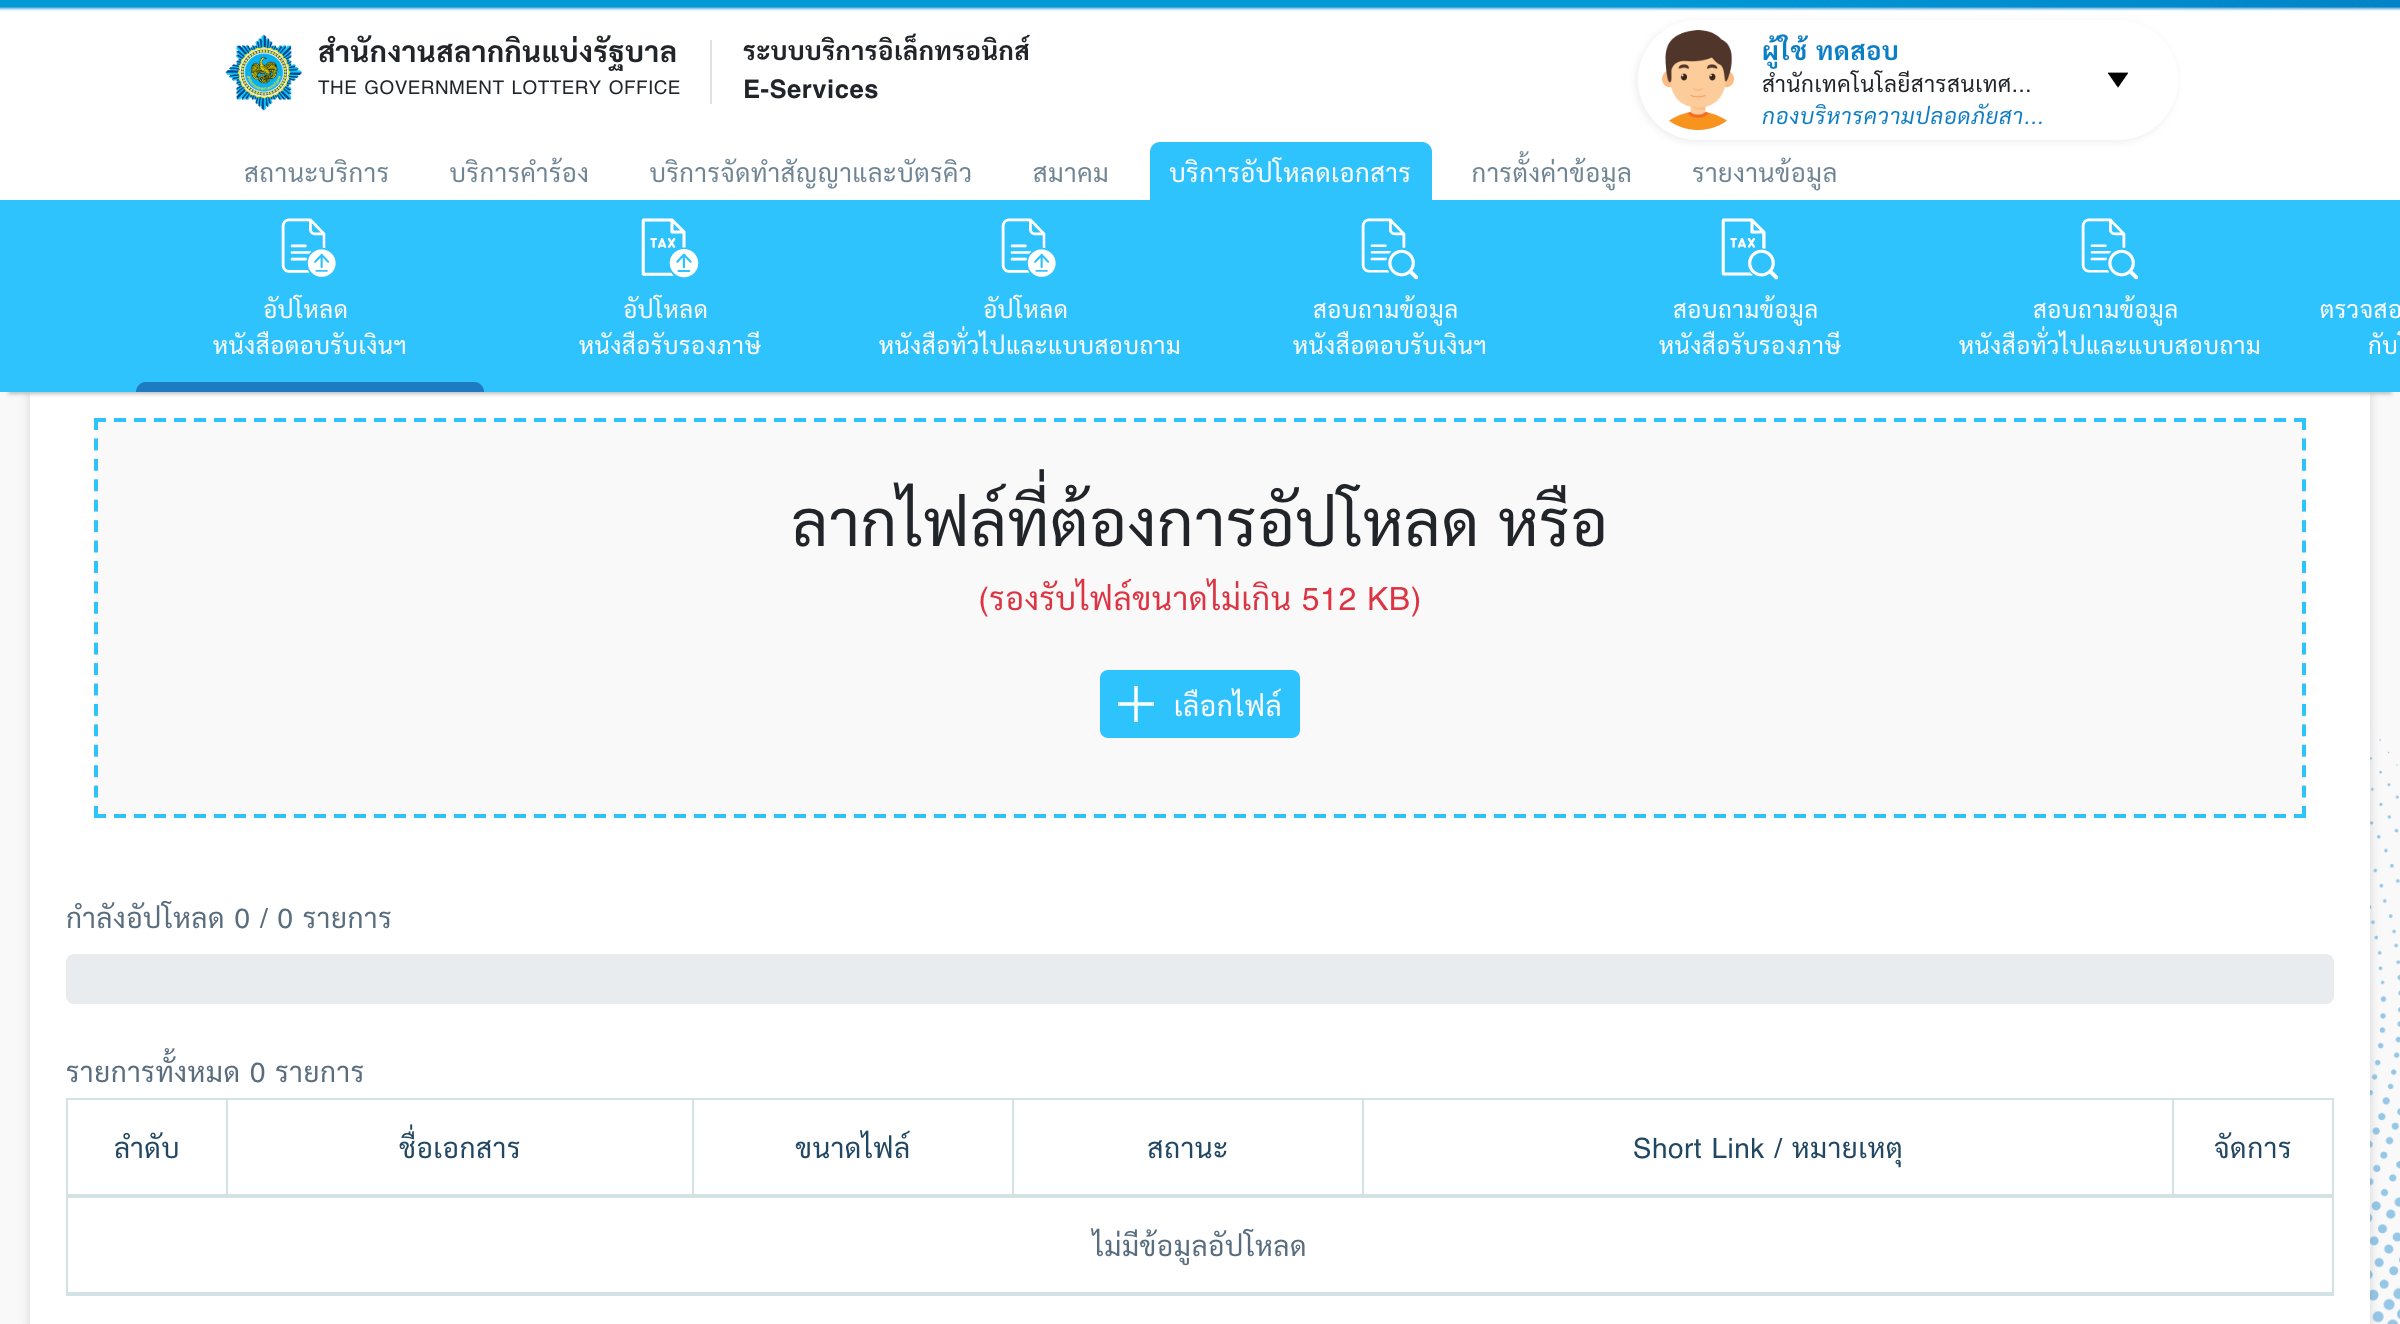 สำนักงานสลากกินแบ่งรัฐบาล
THE GOVERNMENT LOTTERY OFFICE
ระบบบริการอิเล็กทรอนิกส์
E-Services
ผู้ใช้ ทดสอบ
สำนักเทคโนโลยีสารสนเทศ...
กองบริหารความปลอดภัยสา...
สถานะบริการ
บริการคำร้อง
บริการจัดทำสัญญาและบัตรคิว
สมาคม
บริการอัปโหลดเอกสาร
การตั้งค่าข้อมูล
รายงานข้อมูล
อัปโหลด
หนังสือตอบรับเงินฯ
TAX
อัปโหลด
หนังสือรับรองภาษี
อัปโหลด
หนังสือทั่วไปและแบบสอบถาม
สอบถามข้อมูล
หนังสือตอบรับเงินฯ
TAX
สอบถามข้อมูล
หนังสือรับรองภาษี
สอบถามข้อมูล
หนังสือทั่วไปและแบบสอบถาม
ลากไฟล์ที่ต้องการอัปโหลด หรือ
(รองรับไฟล์ขนาดไม่เกิน 512 KB)
เลือกไฟล์
กำลังอัปโหลด 0 / 0 รายการ
รายการทั้งหมด 0 รายการ
ลำดับ
ชื่อเอกสาร
ขนาดไฟล์
สถานะ
Short Link / หมายเหตุ
จัดการ
ไม่มีข้อมูลอัปโหลด